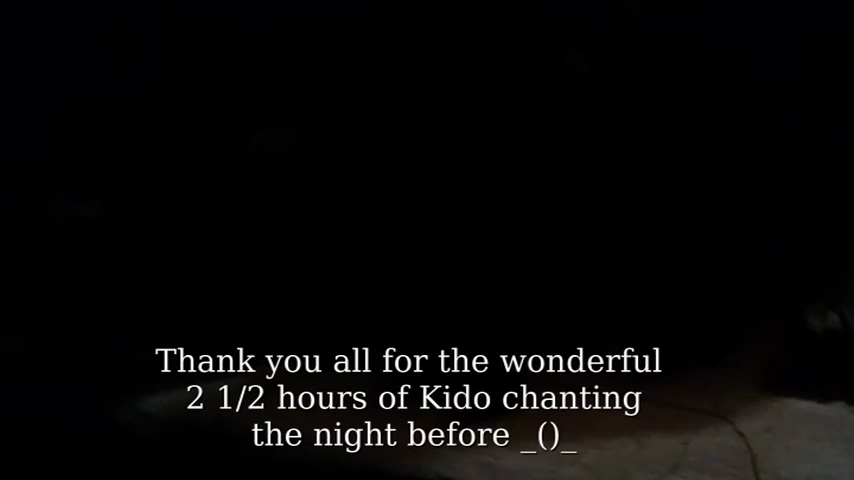 Thank you all for the wonderful
2 1/2 hours of Kido chanting
the night before _()_